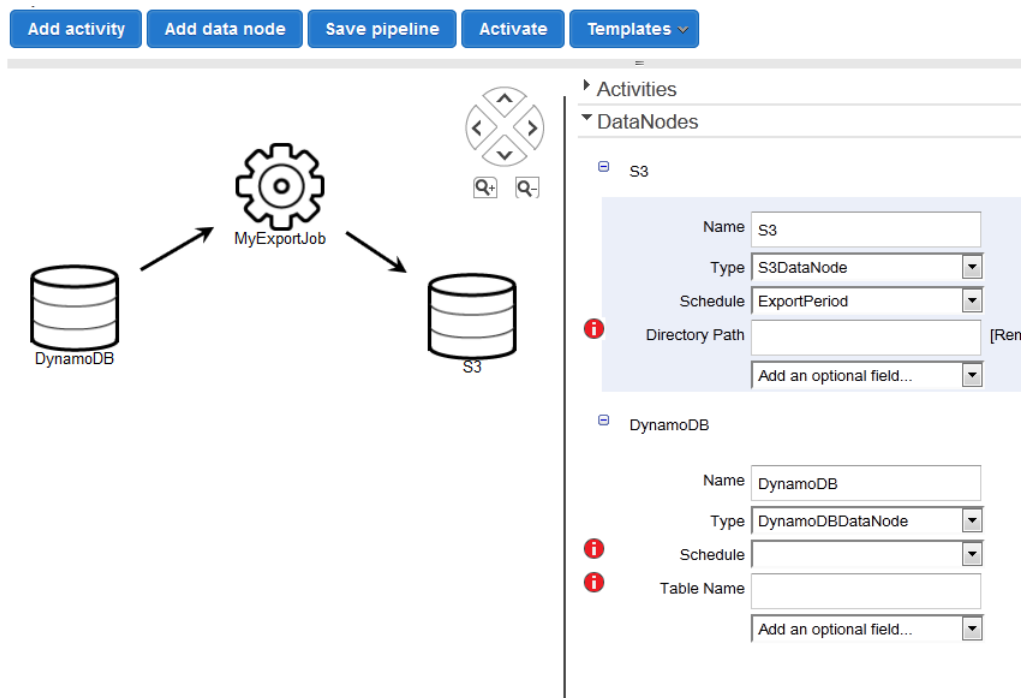 Add activity Add data node Save pipeline Activate Templates
Activities
DataNodes
S3
Name S3
Type S3DataNode
Schedule ExportPeriod
Directory Path [Rem
Add an optional field...
DynamoDB
Name DynamoDB
Type DynamoDBDataNode
Schedule
Table Name
Add an optional field...
MyExportJob
DynamoDB
S3